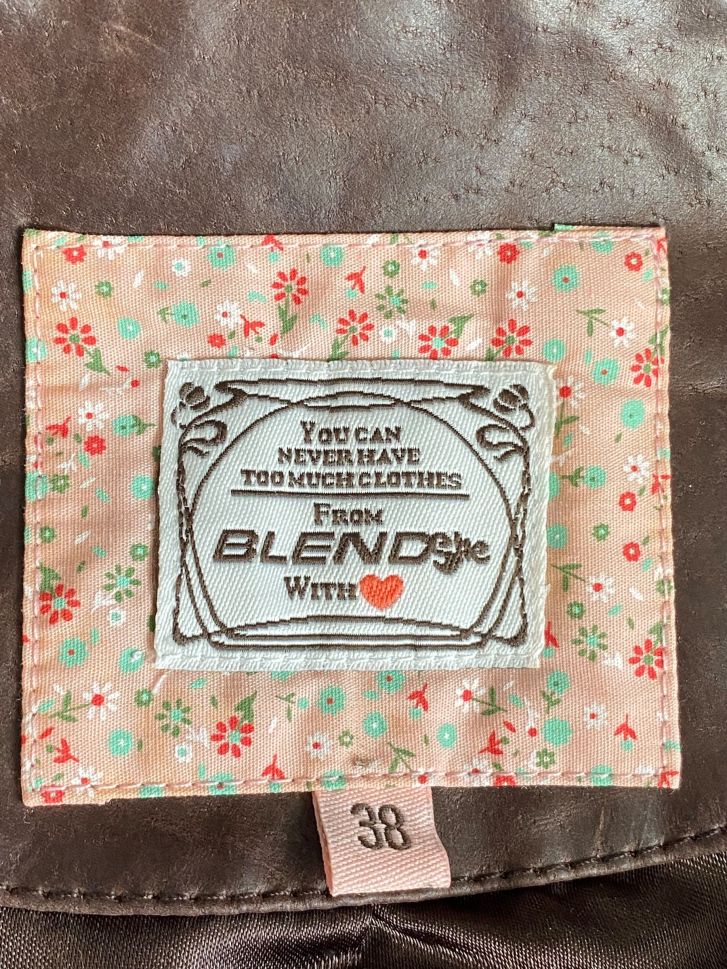 YOU CAN
NEVER HAVE
TOO MUCH CLOTHES
FROM
BLEND she
WITH
38